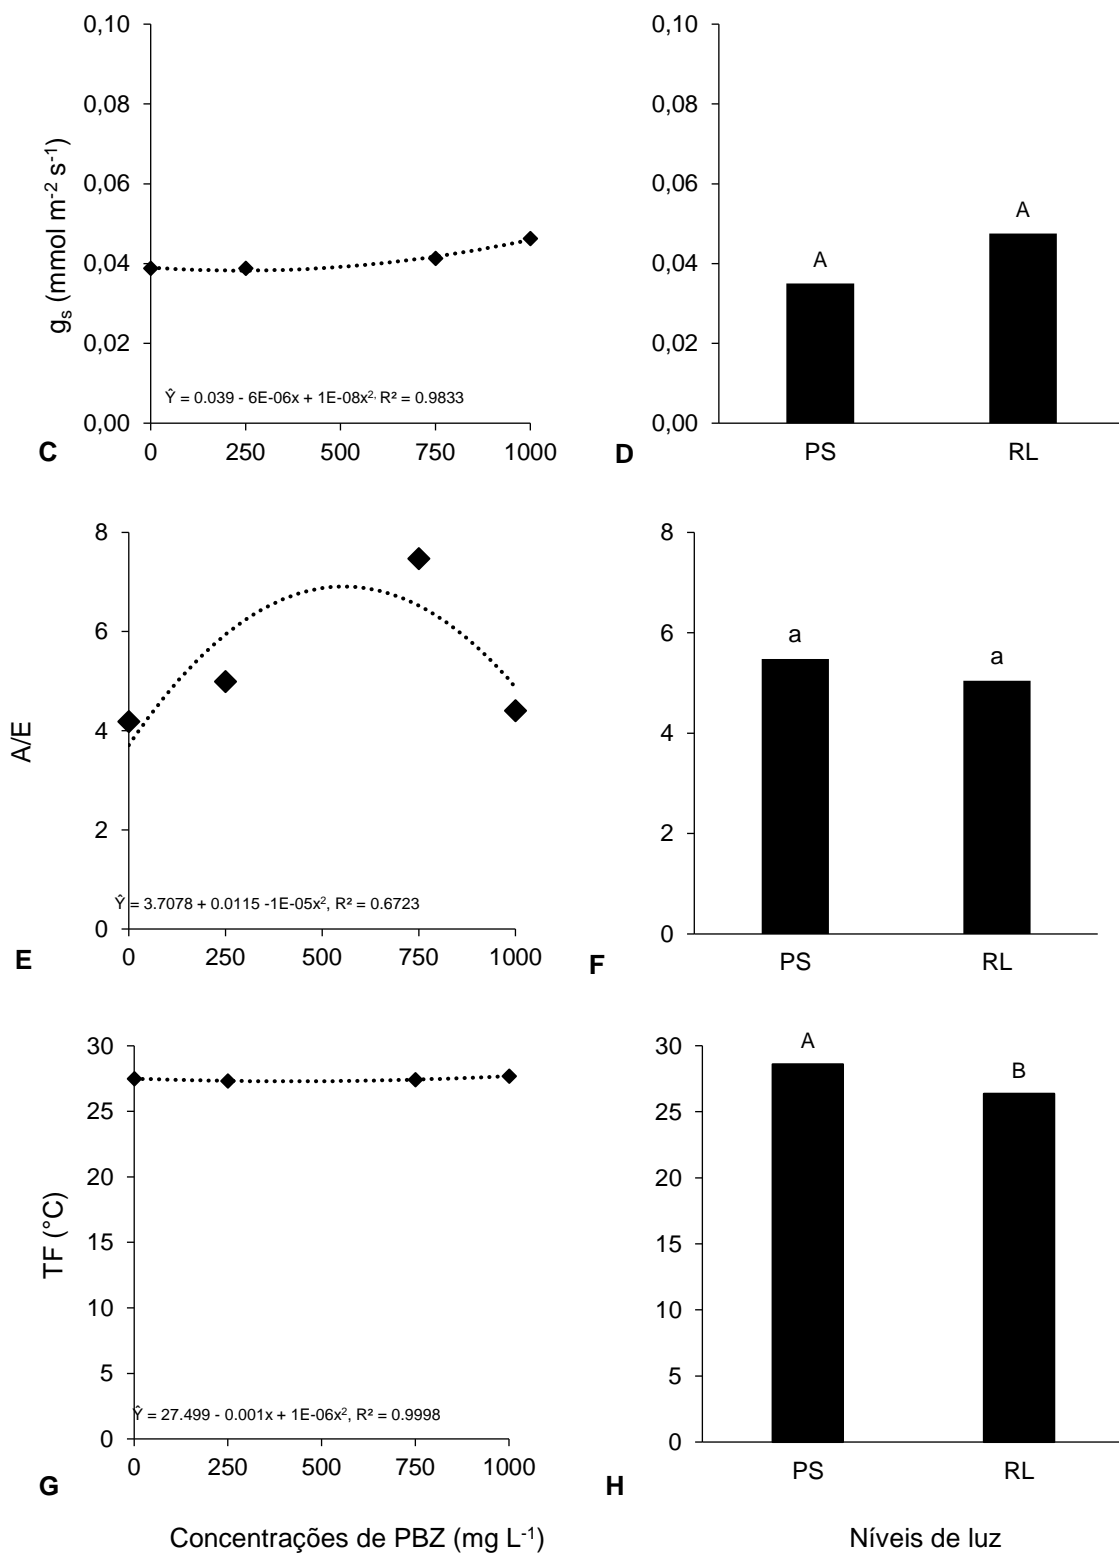 0,10
0,08
0,06
0,04
0,02
0,00
gs (mmol m-2 s-1)
Ŷ = 0.039 - 6E-06x + 1E-08x2, R² = 0.9833
0 250 750 500 1000
C
0,10
0,08
0,06
0,04
0,02
0,00
A
A
PS RL
D
8
6
4
2
0
A/E
Ŷ = 3.7078 + 0.0115 -1E-05x2, R² = 0.6723
0 250 500 750 1000
E
8
6
4
2
0
a
a
PS RL
F
30
25
20
15
10
5
0
TF (°C)
Ŷ = 27.499 - 0.001x + 1E-06x2, R² = 0.9998
0 250 500 750 1000
G
30
25
20
15
10
5
0
A
B
PS RL
H
Concentrações de PBZ (mg L-1)
Níveis de luz